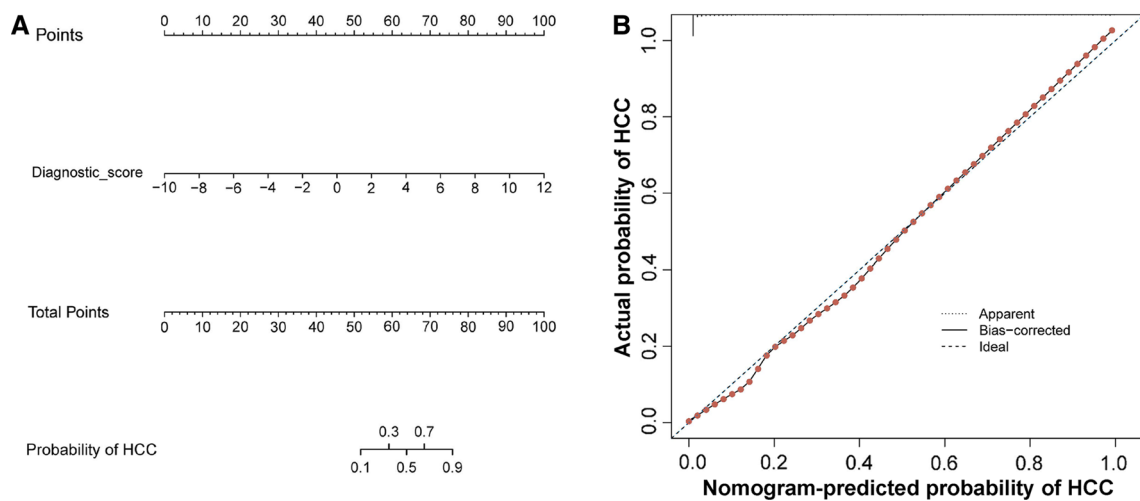 A
Points
0 10 20 30 40 50 60 70 80 90 100
Diagnostic_score
−10 −8 −6 −4 −2 0 2 4 6 8 10 12
Total Points
0 10 20 30 40 50 60 70 80 90 100
Probability of HCC
0.3 0.7
0.1 0.5 0.9
B
Actual probability of HCC
1.0
0.8
0.6
0.4
0.2
0.0
Apparent
Bias−corrected
Ideal
0.0 0.2 0.4 0.6 0.8 1.0
Nomogram-predicted probability of HCC